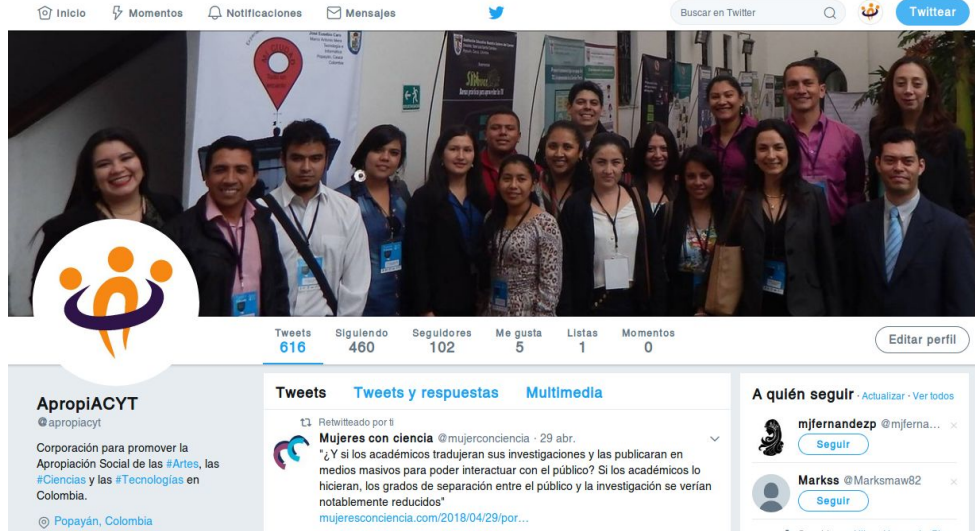 Inicio
Momentos
Notificaciones
Mensajes
Buscar en Twitter
Twittear
Tweets
616
Siguiendo
460
Seguidores
102
Me gusta
5
Listas
1
Momentos
0
Editar perfil
ApropiACYT
@apropiacyt
Corporación para promover la
Apropiación Social de las #Artes, las
#Ciencias y las #Tecnologías en
Colombia.
Popayán, Colombia
Tweets
Tweets y respuestas
Multimedia
Retwitteado por ti
Mujeres con ciencia @mujerconciencia · 29 abr.
"¿Y si los académicos tradujeran sus investigaciones y las publicaran en
medios masivos para poder interactuar con el público? Si los académicos lo
hicieran, los grados de separación entre el público y la investigación se verían
notablemente reducidos"
mujeresconciencia.com/2018/04/29/por…
A quién seguir · Actualizar · Ver todos
mjfernandezp @mjferna...
Seguir
Markss @Marksmaw82
Seguir